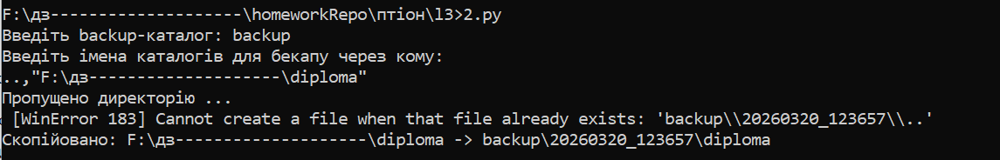 F:\дз--------------------\homeworkRepo\птіон\l3>2.py
Введіть backup-каталог: backup
Введіть імена каталогів для бекапу через кому:
..,"F:\дз--------------------\diploma"
Пропущено директорію ...
[WinError 183] Cannot create a file when that file already exists: 'backup\\20260320_123657\\..'
Скопійовано: F:\дз--------------------\diploma -> backup\20260320_123657\diploma